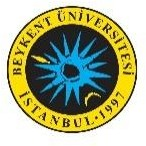 BEYKENT ÜNİVERSİTESİ
İSTANBUL • 1997